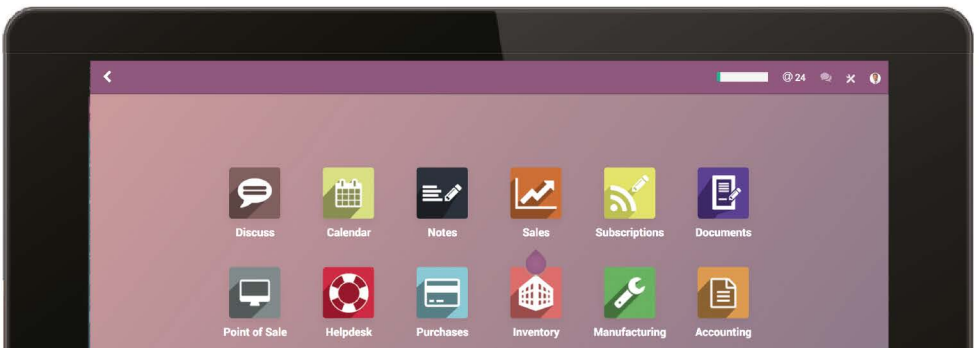 @ 24
Discuss Calendar Notes Sales Subscriptions Documents
Point of Sale Helpdesk Purchases Inventory Manufacturing Accounting